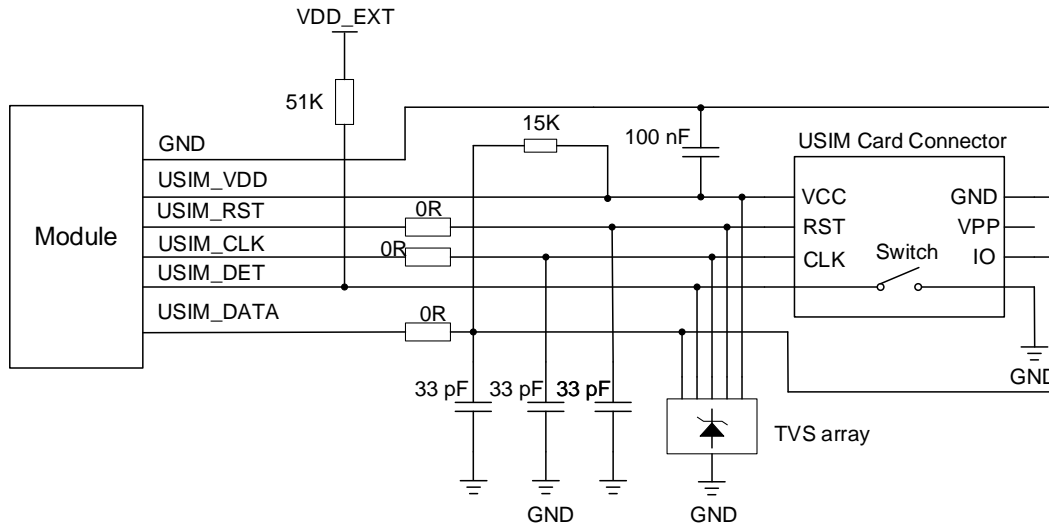 VDD_EXT
51K
15K
100 nF
USIM Card Connector
GND
USIM_VDD
USIM_RST
USIM_CLK
USIM_DET
USIM_DATA
Module
0R
0R
0R
VCC
RST
CLK
Switch
GND
VPP
IO
GND
33 pF
33 pF
33 pF
TVS array
GND
GND